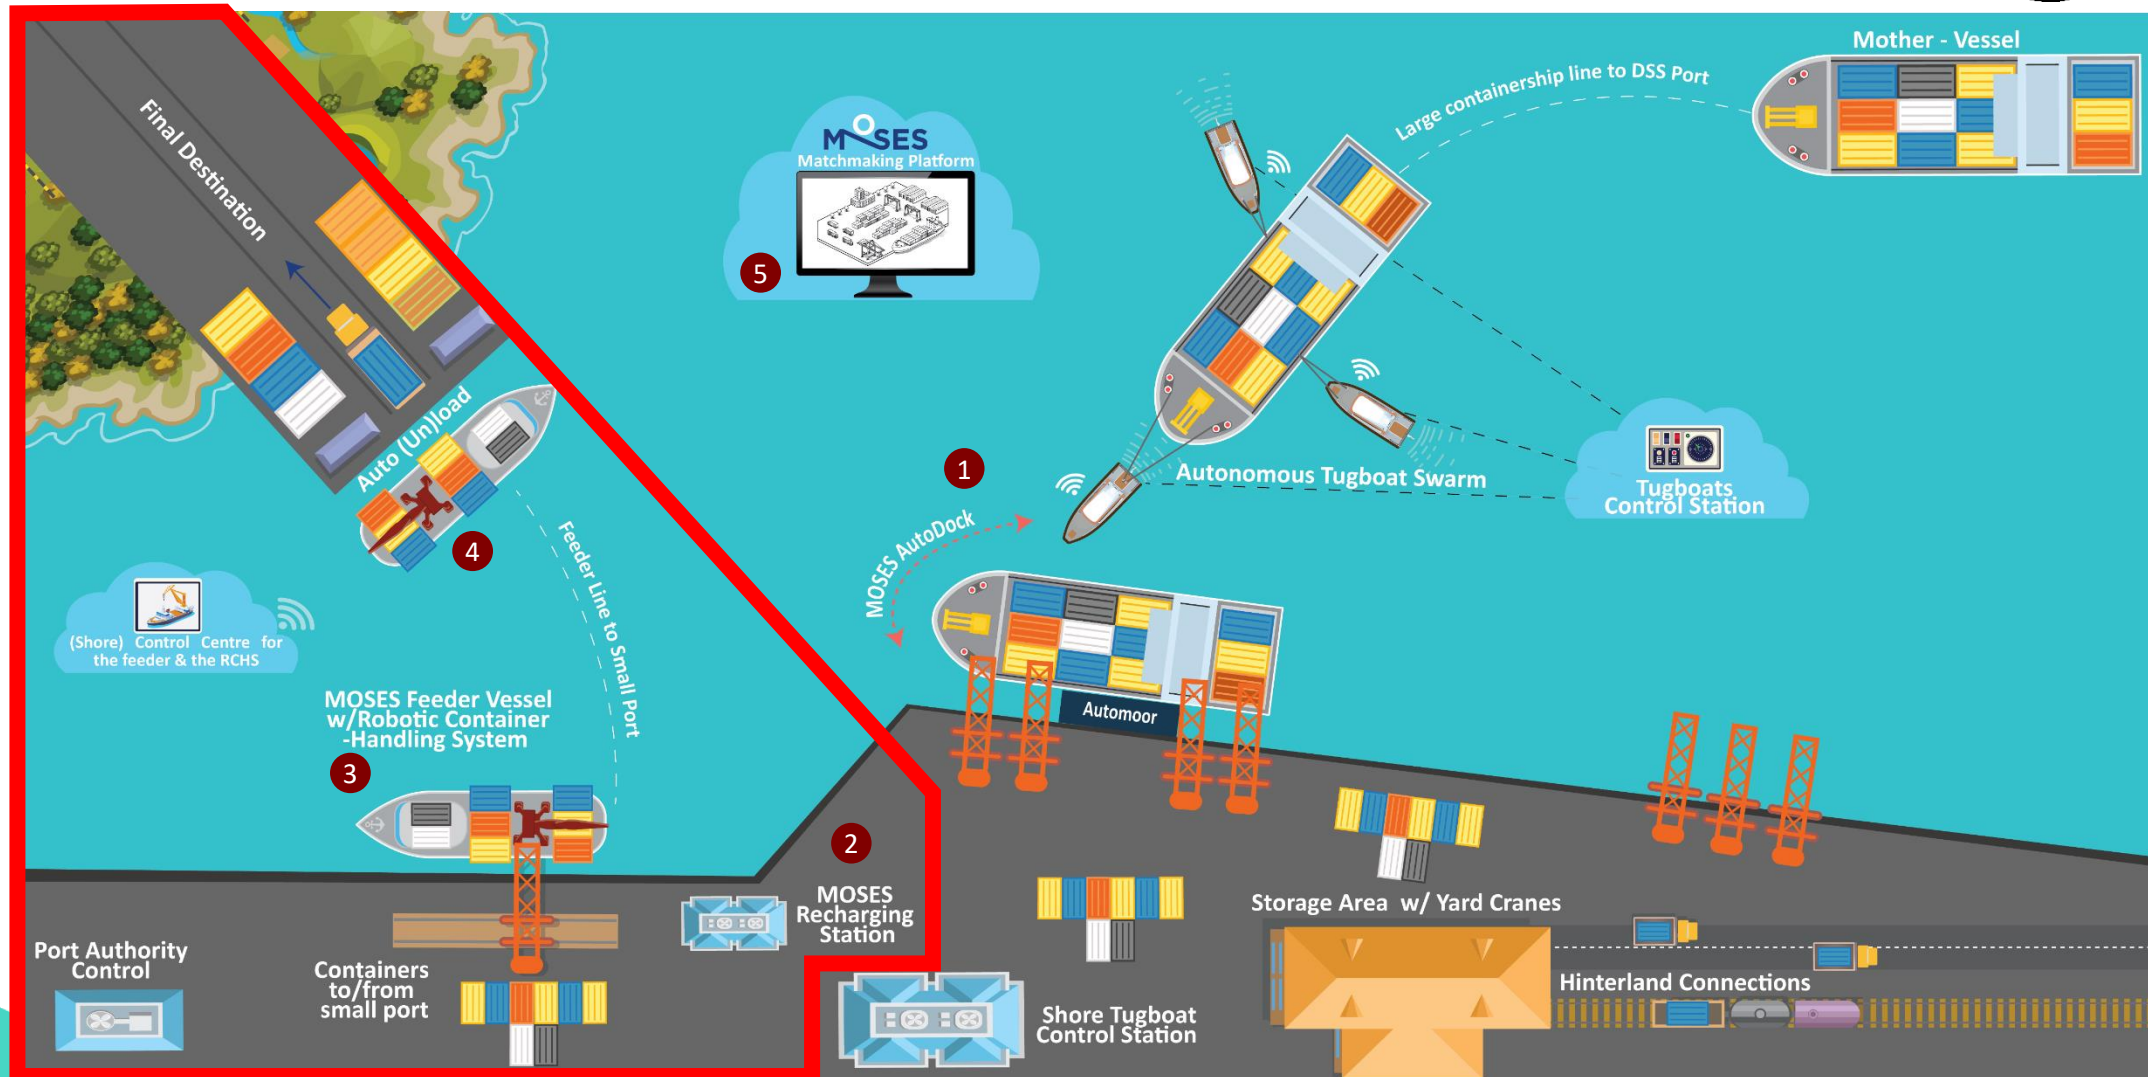 Mother - Vessel
Large containership line to DSS Port
Final Destination
MOSES
Matchmaking Platform
5
Auto (Un)load
4
1
Autonomous Tugboat Swarm
Tugboats
Control Station
MOSES AutoDock
Feeder Line to Small Port
(Shore) Control Centre for
the feeder & the RCHS
MOSES Feeder Vessel
w/Robotic Container
-Handling System
3
Automoor
2
MOSES
Recharging
Station
Storage Area w/ Yard Cranes
Port Authority
Control
Containers
to/from
small port
Hinterland Connections
Shore Tugboat
Control Station